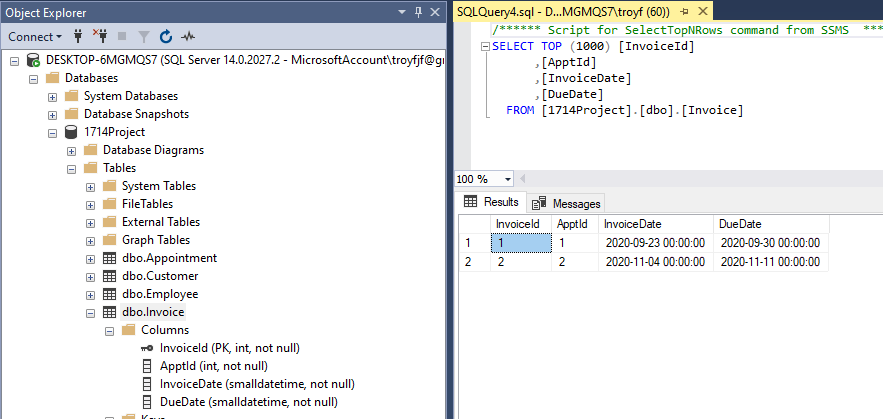 Object Explorer
Connect
DESKTOP-6MGMQS7 (SQL Server 14.0.2027.2 - MicrosoftAccount\troyfjf@gr
Databases
System Databases
Database Snapshots
1714Project
Database Diagrams
Tables
System Tables
FileTables
External Tables
Graph Tables
dbo.Appointment
dbo.Customer
dbo.Employee
dbo.Invoice
Columns
InvoiceId (PK, int, not null)
ApptId (int, not null)
InvoiceDate (smalldatetime, not null)
DueDate (smalldatetime, not null)
SQLQuery4.sql - D...MGMQS7\troyf (60))
/****** Script for SelectTopNRows command from SSMS ***
SELECT TOP (1000) [InvoiceId]
,[ApptId]
,[InvoiceDate]
,[DueDate]
FROM [1714Project].[dbo].[Invoice]
100 %
Results Messages
InvoiceId ApptId InvoiceDate DueDate
1 1 1 2020-09-23 00:00:00 2020-09-30 00:00:00
2 2 2 2020-11-04 00:00:00 2020-11-11 00:00:00